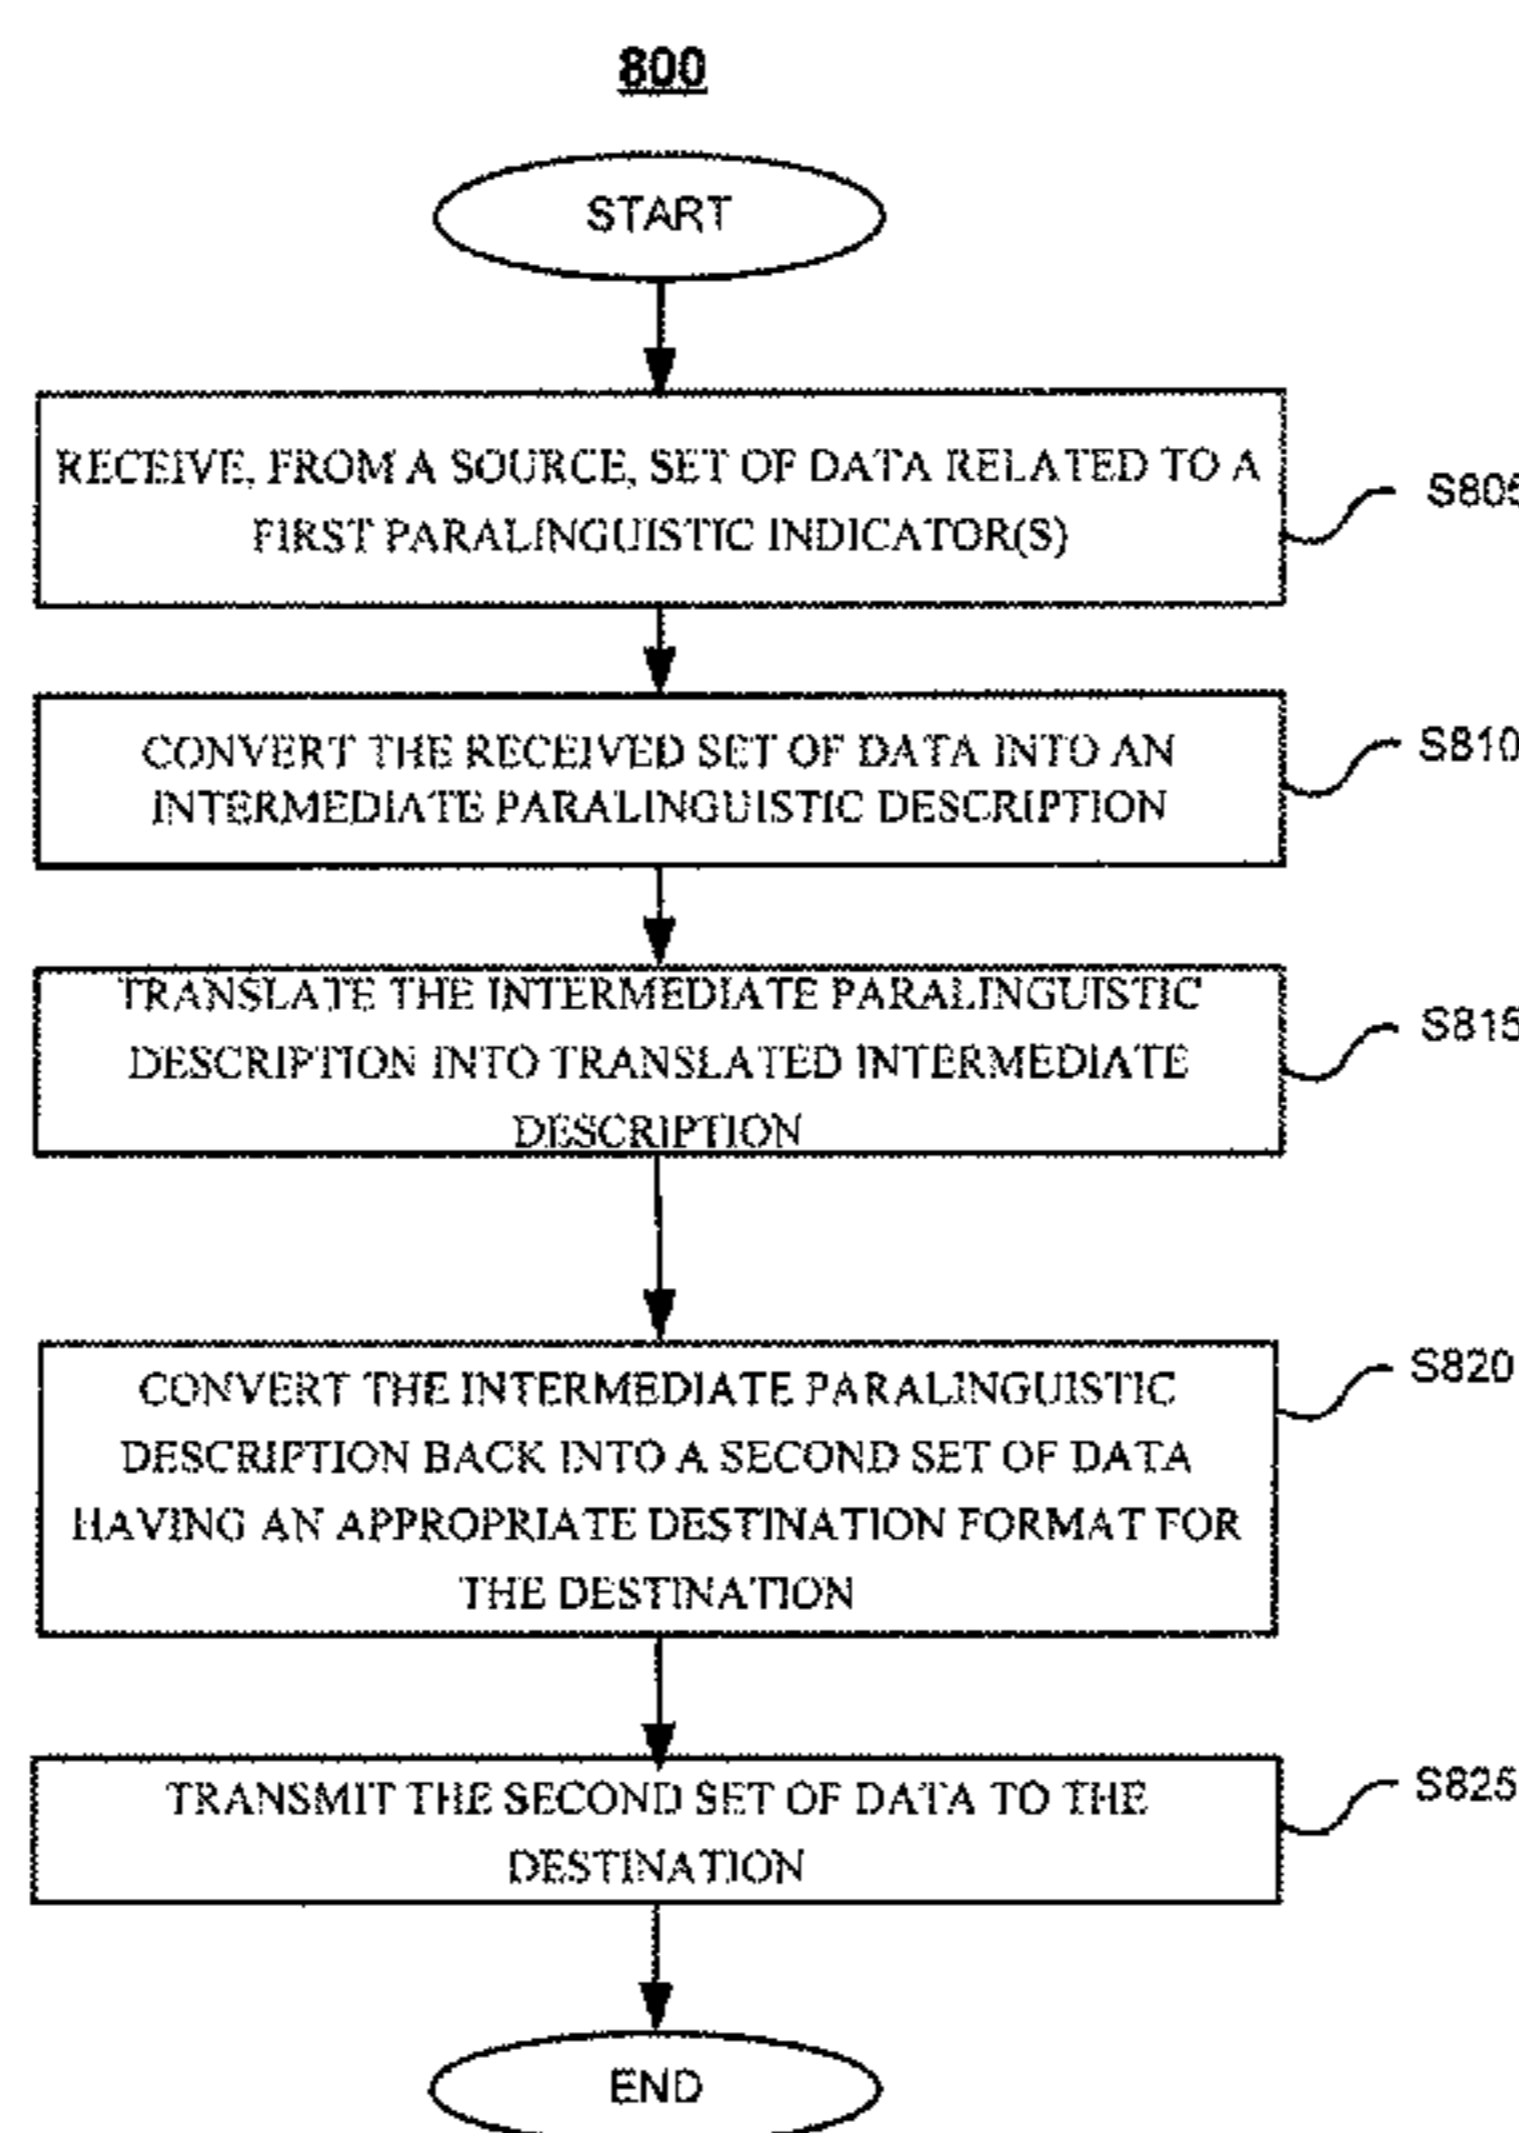 800
START
RECEIVE, FROM A SOURCE, SET OF DATA RELATED TO A
FIRST PARALINGUISTIC INDICATOR(S)
S805
CONVERT THE RECEIVED SET OF DATA INTO AN
INTERMEDIATE PARALINGUISTIC DESCRIPTION
S810
TRANSLATE THE INTERMEDIATE PARALINGUISTIC
DESCRIPTION INTO TRANSLATED INTERMEDIATE
DESCRIPTION
S815
CONVERT THE INTERMEDIATE PARALINGUISTIC
DESCRIPTION BACK INTO A SECOND SET OF DATA
HAVING AN APPROPRIATE DESTINATION FORMAT FOR
THE DESTINATION
S820
TRANSMIT THE SECOND SET OF DATA TO THE
DESTINATION
S825
END